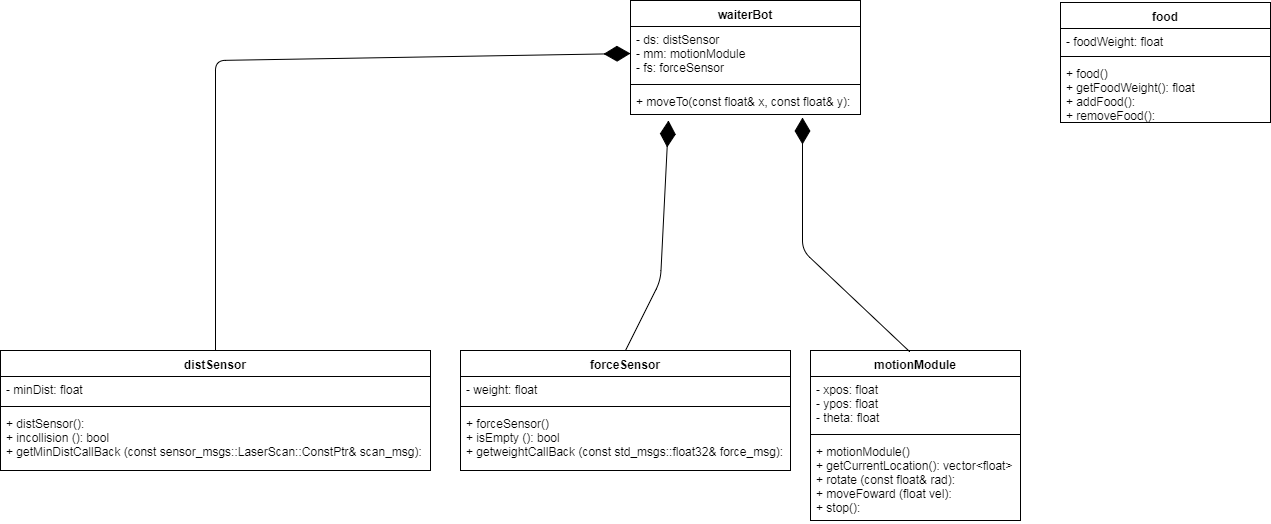 waiterBot
- ds: distSensor
- mm: motionModule
- fs: forceSensor
+ moveTo(const float& x, const float& y):
food
- foodWeight: float
+ food()
+ getFoodWeight(): float
+ addFood():
+ removeFood():
distSensor
- minDist: float
+ distSensor():
+ incollision (): bool
+ getMinDistCallBack (const sensor_msgs::LaserScan::ConstPtr& scan_msg):
forceSensor
- weight: float
+ forceSensor()
+ isEmpty (): bool
+ getweightCallBack (const std_msgs::float32& force_msg):
motionModule
- xpos: float
- ypos: float
- theta: float
+ motionModule()
+ getCurrentLocation(): vector<float>
+ rotate (const float& rad):
+ moveFoward (float vel):
+ stop():